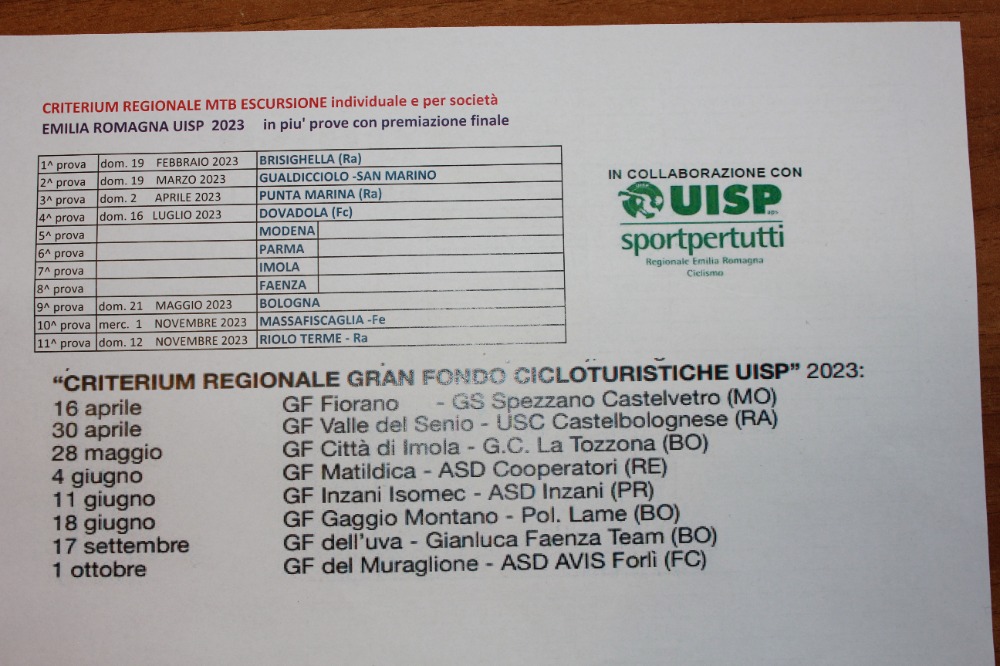 CRITERIUM REGIONALE MTB ESCURSIONE individuale e per società
EMILIA ROMAGNA UISP 2023 in piu' prove con premiazione finale
1^ prova dom. 19 FEBBRAIO 2023 BRISIGHELLA (Ra)
2^ prova dom. 19 MARZO 2023 GUALDICCIOLO -SAN MARINO
3^ prova dom. 2 APRILE 2023 PUNTA MARINA (Ra)
4^ prova dom. 16 LUGLIO 2023 DOVADOLA (Fc)
5^ prova MODENA
6^ prova PARMA
7^ prova IMOLA
8^ prova FAENZA
9^ prova dom. 21 MAGGIO 2023 BOLOGNA
10^ prova merc. 1 NOVEMBRE 2023 MASSAFISCAGLIA -Fe
11^ prova dom. 12 NOVEMBRE 2023 RIOLO TERME - Ra
IN COLLABORAZIONE CON
UISP aps
sportpertutti
Regionale Emilia Romagna
Ciclismo
"CRITERIUM REGIONALE GRAN FONDO CICLOTURISTICHE UISP" 2023:
16 aprile GF Fiorano - GS Spezzano Castelvetro (MO)
30 aprile GF Valle del Senio - USC Castelbolognese (RA)
28 maggio GF Città di Imola - G.C. La Tozzona (BO)
4 giugno GF Matildica - ASD Cooperatori (RE)
11 giugno GF Inzani Isomec - ASD Inzani (PR)
18 giugno GF Gaggio Montano - Pol. Lame (BO)
17 settembre GF dell'uva - Gianluca Faenza Team (BO)
1 ottobre GF del Muraglione - ASD AVIS Forlì (FC)